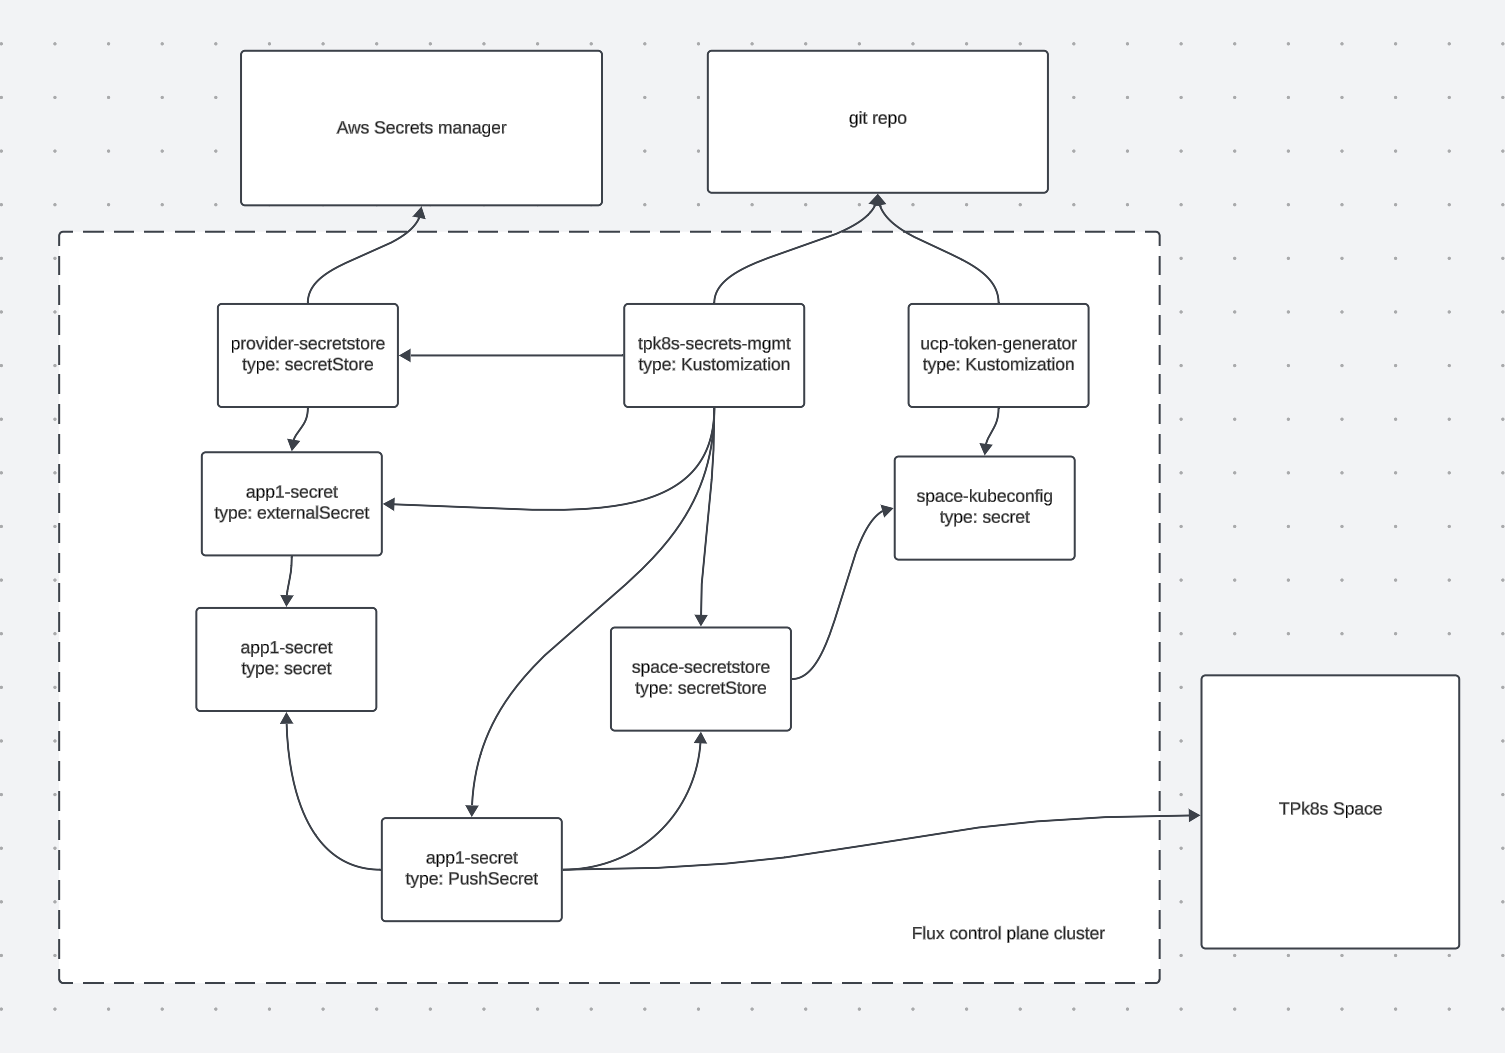 Aws Secrets manager
git repo
provider-secretstore
type: secretStore
tpk8s-secrets-mgmt
type: Kustomization
ucp-token-generator
type: Kustomization
app1-secret
type: externalSecret
space-kubeconfig
type: secret
app1-secret
type: secret
space-secretstore
type: secretStore
TPk8s Space
app1-secret
type: PushSecret
Flux control plane cluster